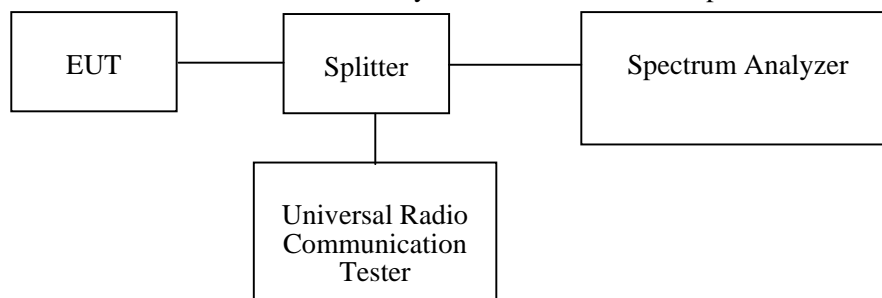 EUT
Splitter
Spectrum Analyzer
Universal Radio
Communication
Tester